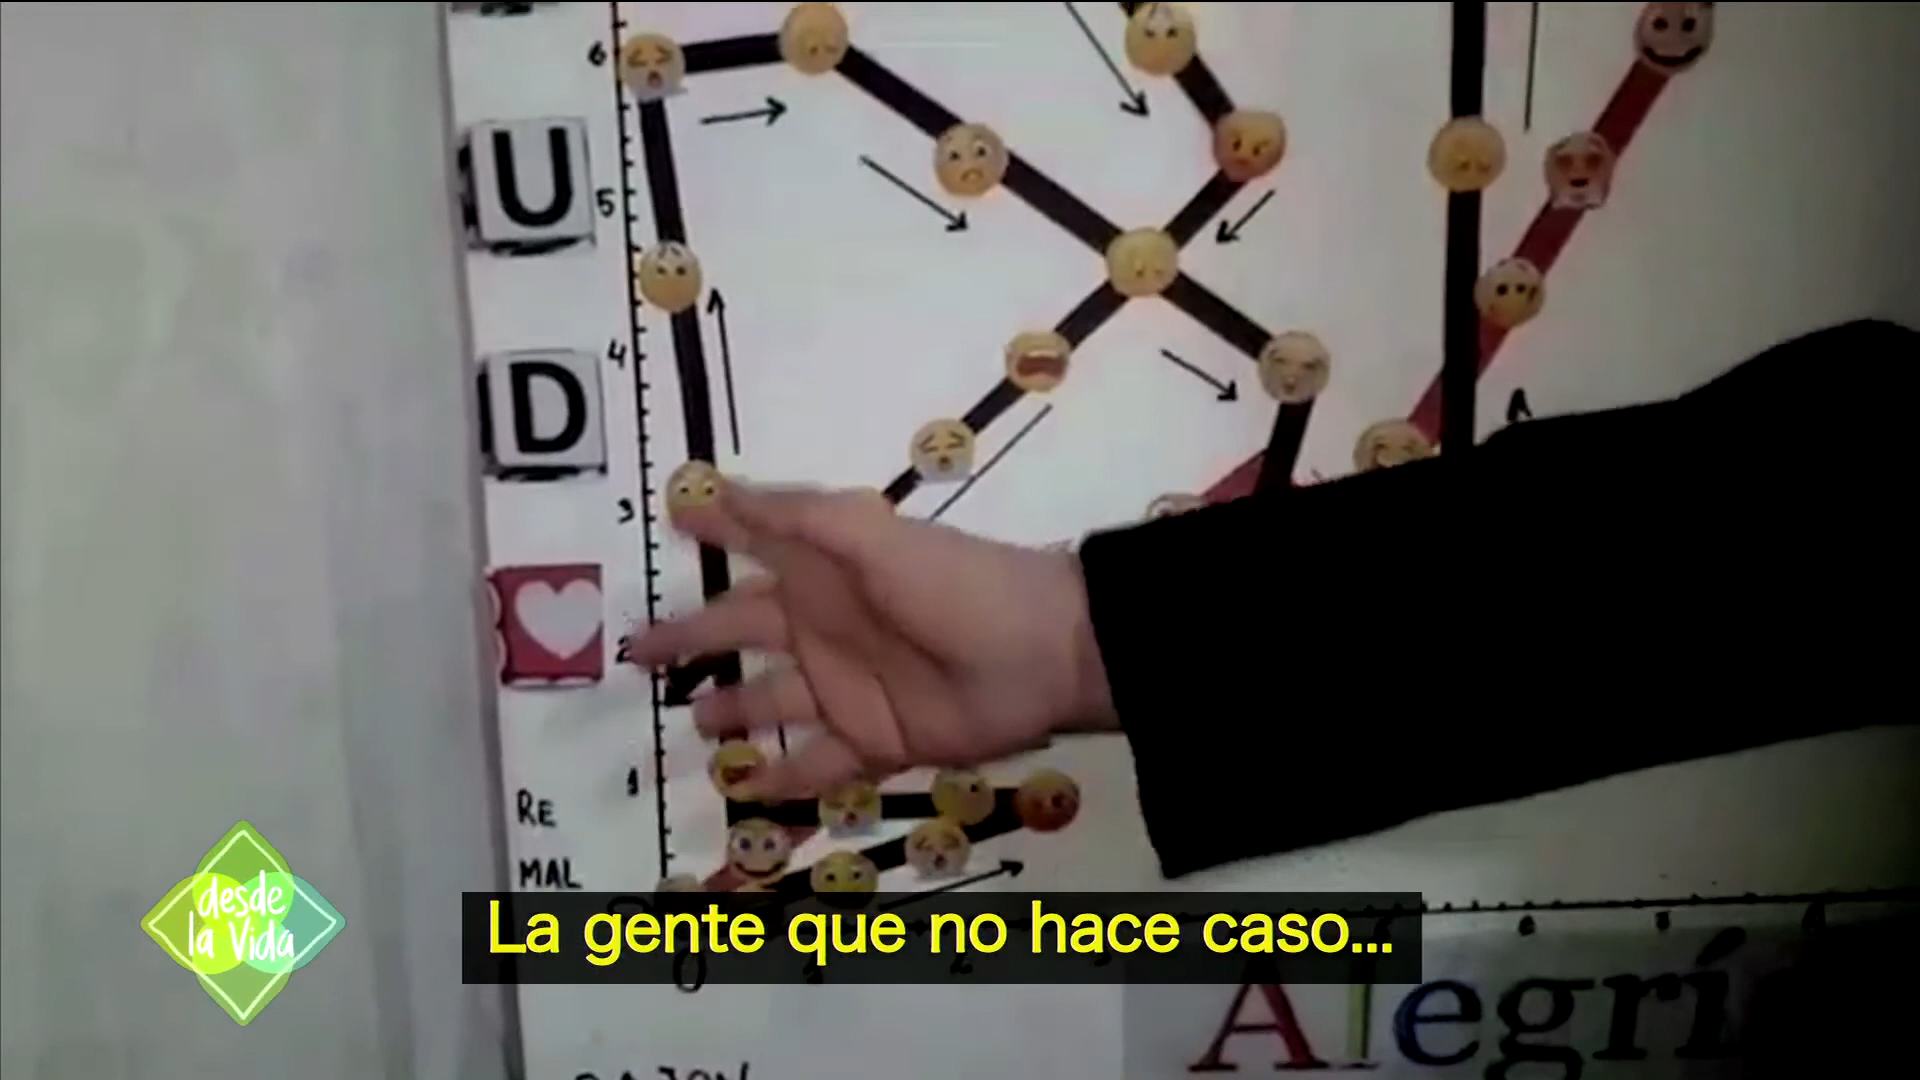 6
U
5
4
D
3
2
1
RE
MAL
desde
la Vida
La gente que no hace caso...
0
Alegrí